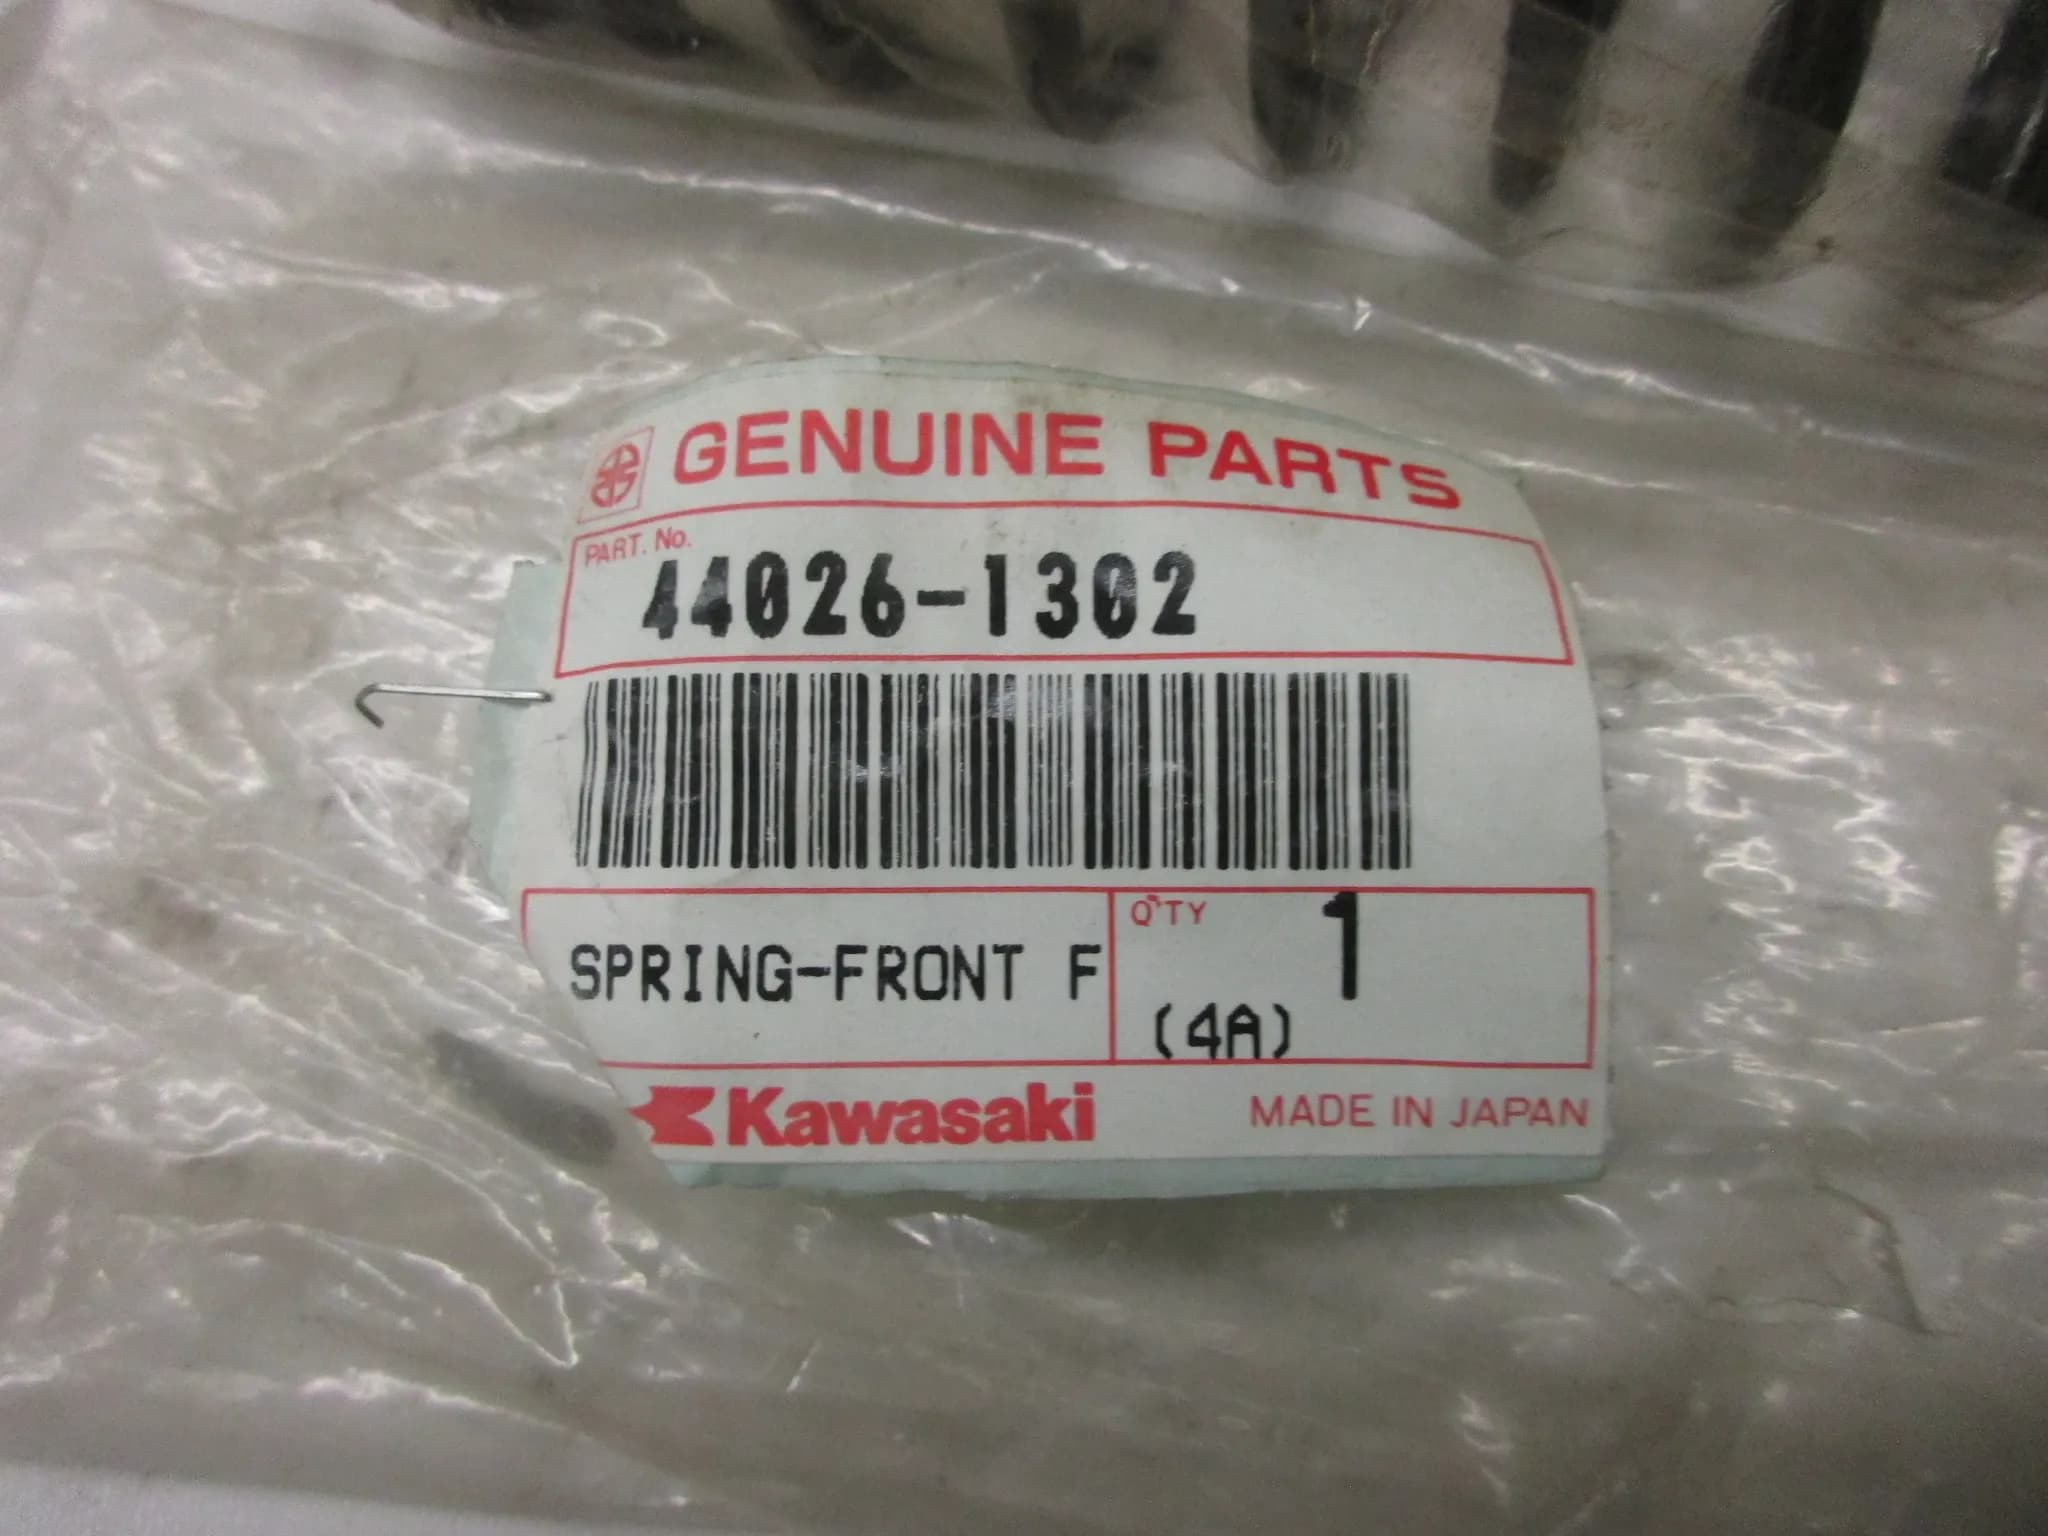 GENUINE PARTS
PART. No.
44026-1302
SPRING-FRONT F
Q'TY 1
(4A)
Kawasaki MADE IN JAPAN